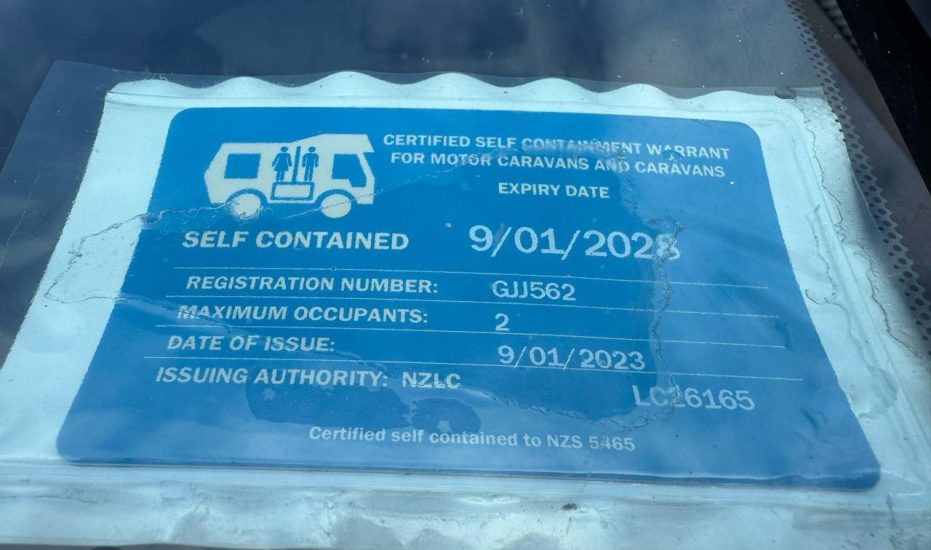 CERTIFIED SELF CONTAINMENT WARRANT
FOR MOTOR CARAVANS AND CARAVANS
EXPIRY DATE
SELF CONTAINED 9/01/2028
REGISTRATION NUMBER: GJJ562
MAXIMUM OCCUPANTS: 2
DATE OF ISSUE: 9/01/2023
ISSUING AUTHORITY: NZLC LC26165
Certified self contained to NZS 5465